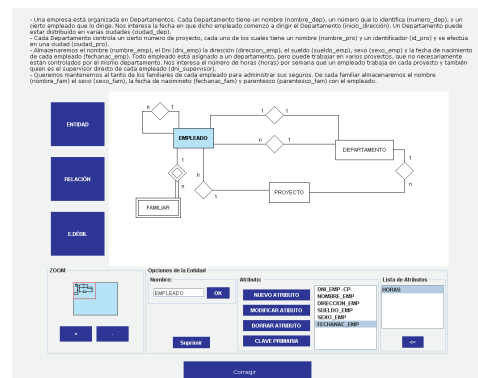 - Una empresa está organizada en Departamentos. Cada Departamento tiene un nombre (nombre_dep), un número que lo identifica (numero_dep), y un
cierto empleado que lo dirige. Nos interesa la fecha en que dicho empleado comenzó a dirigir el Departamento (inicio_dirección). Un Departamento puede
estar distribuido en varias ciudades (ciudad_dep).
- Cada Departamento controla un cierto número de proyecto, cada uno de los cuales tiene un nombre (nombre_pro) y un identificador (id_pro) y se efectúa
en una ciudad (ciudad_pro).
- Almacenaremos el nombre (nombre_emp), el Dni (dni_emp) la dirección (direccion_emp), el sueldo (sueldo_emp), sexo (sexo_emp) y la fecha de nacimiento
de cada empleado (fechanac_emp). Todo empleado está asignado a un departamento, pero puede trabajar en varios proyectos, que no necesariamente
están controlados por el mismo departamento. Nos interesa el número de horas (horas) por semana que un empleado trabaja en cada proyecto y también
quien es el supervisor directo de cada empleado (dni_supervisor).
- Queremos mantenernos al tanto de los familiares de cada empleado para administrar sus seguros. De cada familiar almacenaremos el nombre
(nombre_fam) el sexo (sexo_fam), la fecha de nacimineto (fechanac_fam) y parentesco (parentesco_fam) con el empleado.
ENTIDAD
RELACIÓN
E.DÉBIL
n 1
1 1
EMPLEADO
n 1
DEPARTAMENTO
1
1
n
n
n
1
PROYECTO
n
FAMILIAR
ZOOM
+ -
Opciones de la Entidad
Nombre:
EMPLEADO OK
Suprimir
Atributo:
NUEVO ATRIBUTO
MODIFICAR ATRIBUTO
BORRAR ATRIBUTO
CLAVE PRIMARIA
DNI_EMP -CP-
NOMBRE_EMP
DIRECCION_EMP
SUELDO_EMP
SEXO_EMP
FECHANAC_EMP
Lista de Atributos
HORAS
<=
Corregir